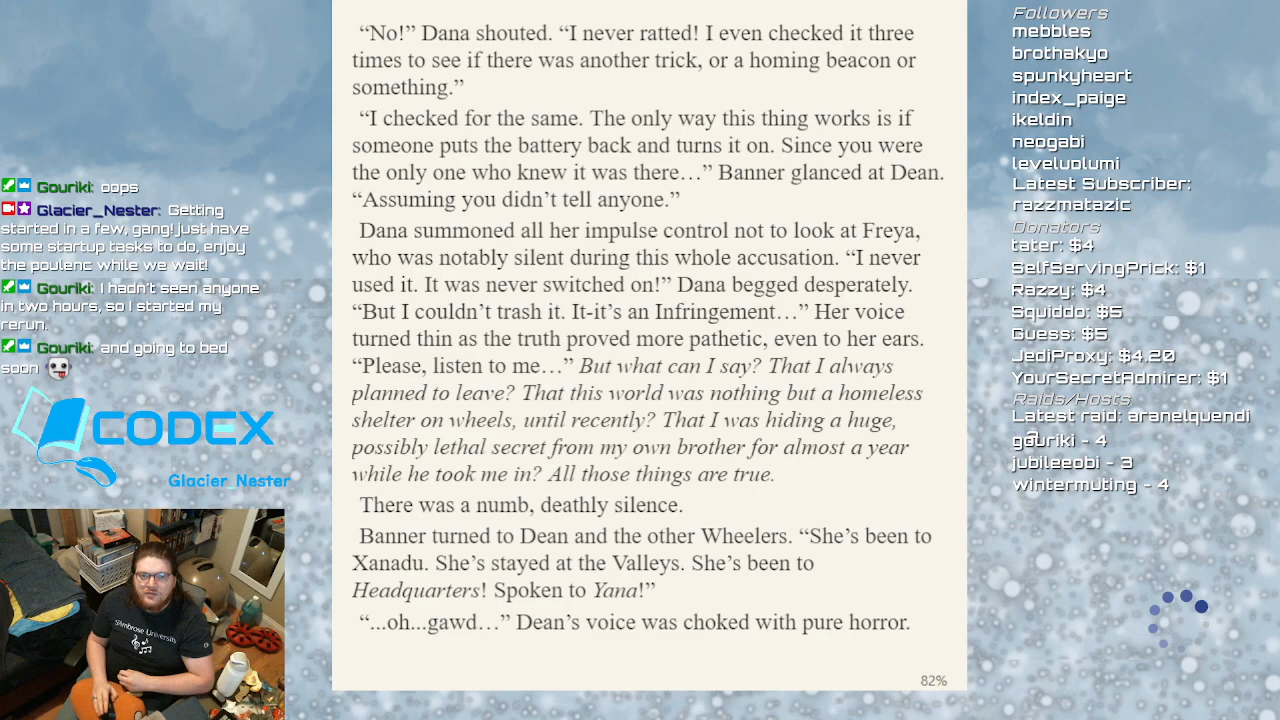 “No!” Dana shouted. “I never ratted! I even checked it three
times to see if there was another trick, or a homing beacon or
something.”
“I checked for the same. The only way this thing works is if
someone puts the battery back and turns it on. Since you were
the only one who knew it was there…” Banner glanced at Dean.
“Assuming you didn’t tell anyone.”
Dana summoned all her impulse control not to look at Freya,
who was notably silent during this whole accusation. “I never
used it. It was never switched on!” Dana begged desperately.
“But I couldn’t trash it. It-it’s an Infringement…” Her voice
turned thin as the truth proved more pathetic, even to her ears.
“Please, listen to me…” But what can I say? That I always
planned to leave? That this world was nothing but a homeless
shelter on wheels, until recently? That I was hiding a huge,
possibly lethal secret from my own brother for almost a year
while he took me in? All those things are true.
There was a numb, deathly silence.
Banner turned to Dean and the other Wheelers. “She’s been to
Xanadu. She’s stayed at the Valleys. She’s been to
Headquarters! Spoken to Yana!”
“...oh...gawd…” Dean’s voice was choked with pure horror.
82%
Gouriki: oops
Glacier_Nester: Getting
started in a few, gang! just have
some startup tasks to do, enjoy
the poulenc while we wait!
Gouriki: I hadn't seen anyone
in two hours, so I started my
rerun.
Gouriki: and going to bed
soon
CODEX
Glacier_Nester
St. Ambrose University
Followers
mebbles
brothakyo
spunkyheart
index_paige
ikeldin
neogabi
leveluplumi
Latest Subscriber:
razzmatazic
Donators
tater: $4
SelfServingPrick: $1
Razzy: $4
Squiddo: $5
Guess: $5
JediProxy: $4.20
YourSecretAdmirer: $1
Raids/Hosts
Latest raid: aranelquendi
gouriki - 4
jubileeobi - 3
wintermuting - 4